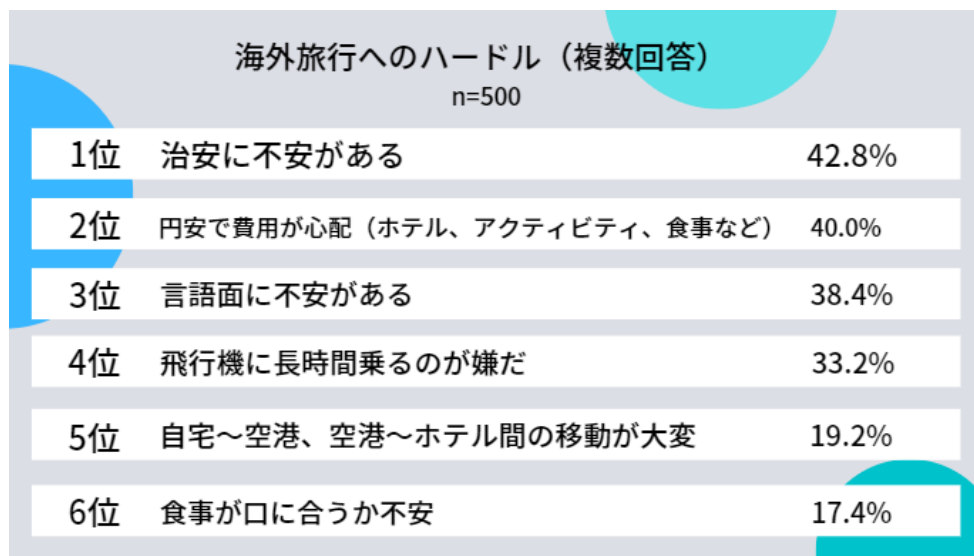 海外旅行へのハードル（複数回答）
n=500
1位 治安に不安がある 42.8%
2位 円安で費用が心配（ホテル、アクティビティ、食事など） 40.0%
3位 言語面に不安がある 38.4%
4位 飛行機に長時間乗るのが嫌だ 33.2%
5位 自宅～空港、空港～ホテル間の移動が大変 19.2%
6位 食事が口に合うか不安 17.4%